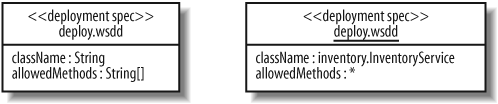 <<deployment spec>>
deploy.wsdd
className : String
allowedMethods : String[]
<<deployment spec>>
deploy.wsdd
className : inventory.InventoryService
allowedMethods : *